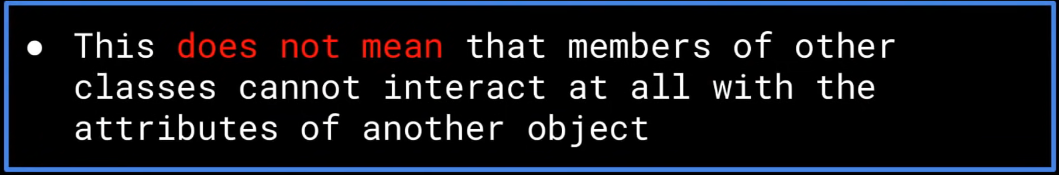 ● This does not mean that members of other
classes cannot interact at all with the
attributes of another object